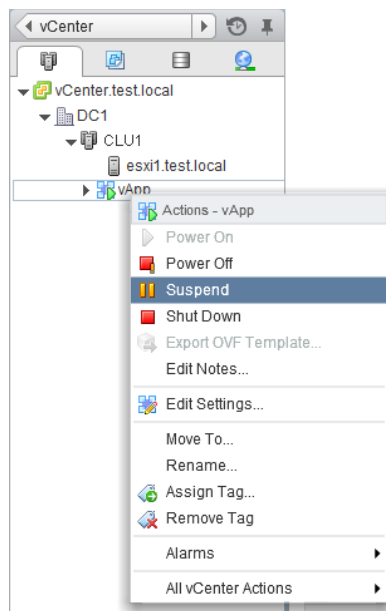 vCenter
vCenter.test.local
DC1
CLU1
esxi1.test.local
vApp
Actions - vApp
Power On
Power Off
Suspend
Shut Down
Export OVF Template...
Edit Notes...
Edit Settings...
Move To...
Rename...
Assign Tag...
Remove Tag
Alarms
All vCenter Actions